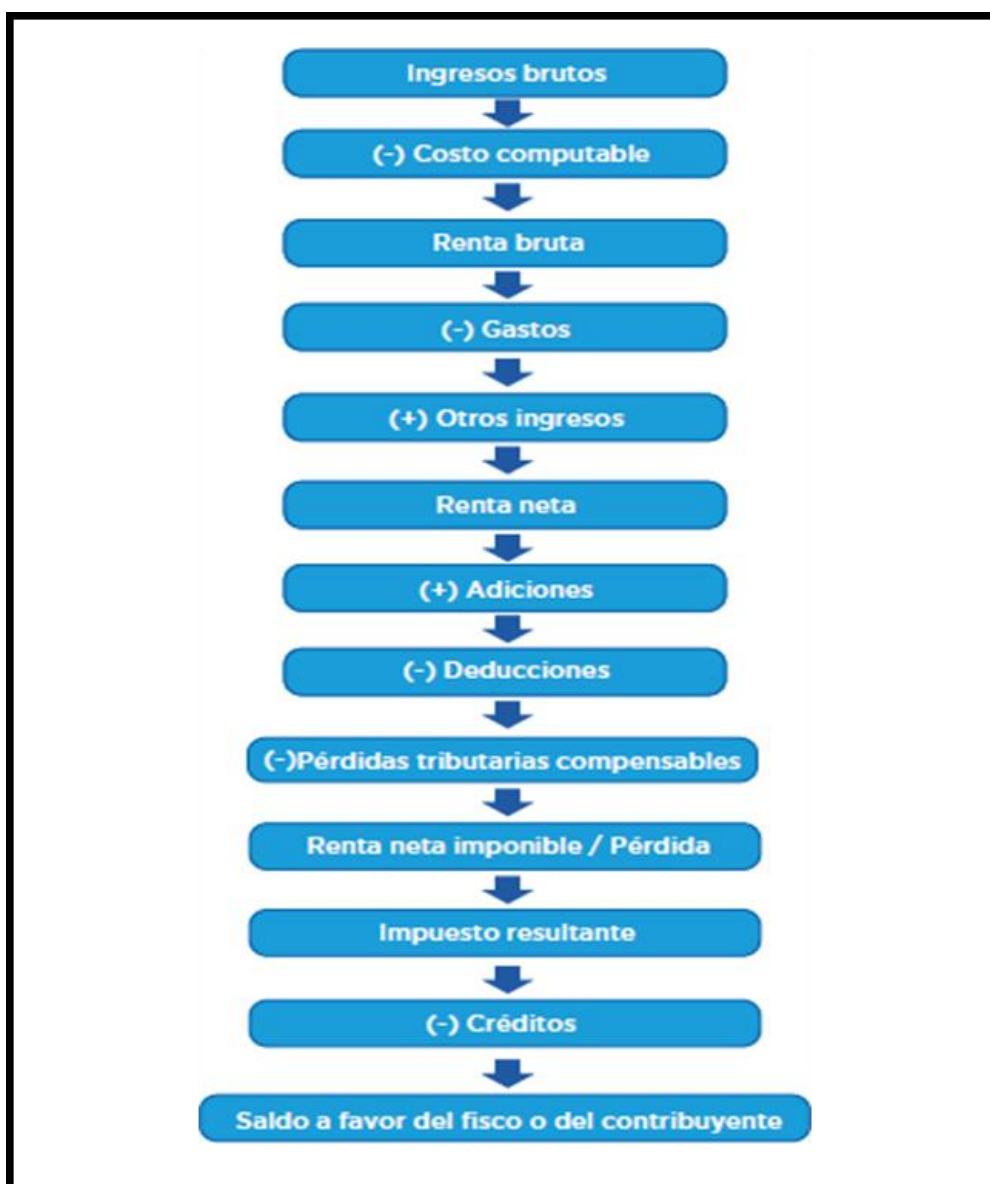 Ingresos brutos
(-) Costo computable
Renta bruta
(-) Gastos
(+) Otros ingresos
Renta neta
(+) Adiciones
(-) Deducciones
(-)Pérdidas tributarias compensables
Renta neta imponible / Pérdida
Impuesto resultante
(-) Créditos
Saldo a favor del fisco o del contribuyente